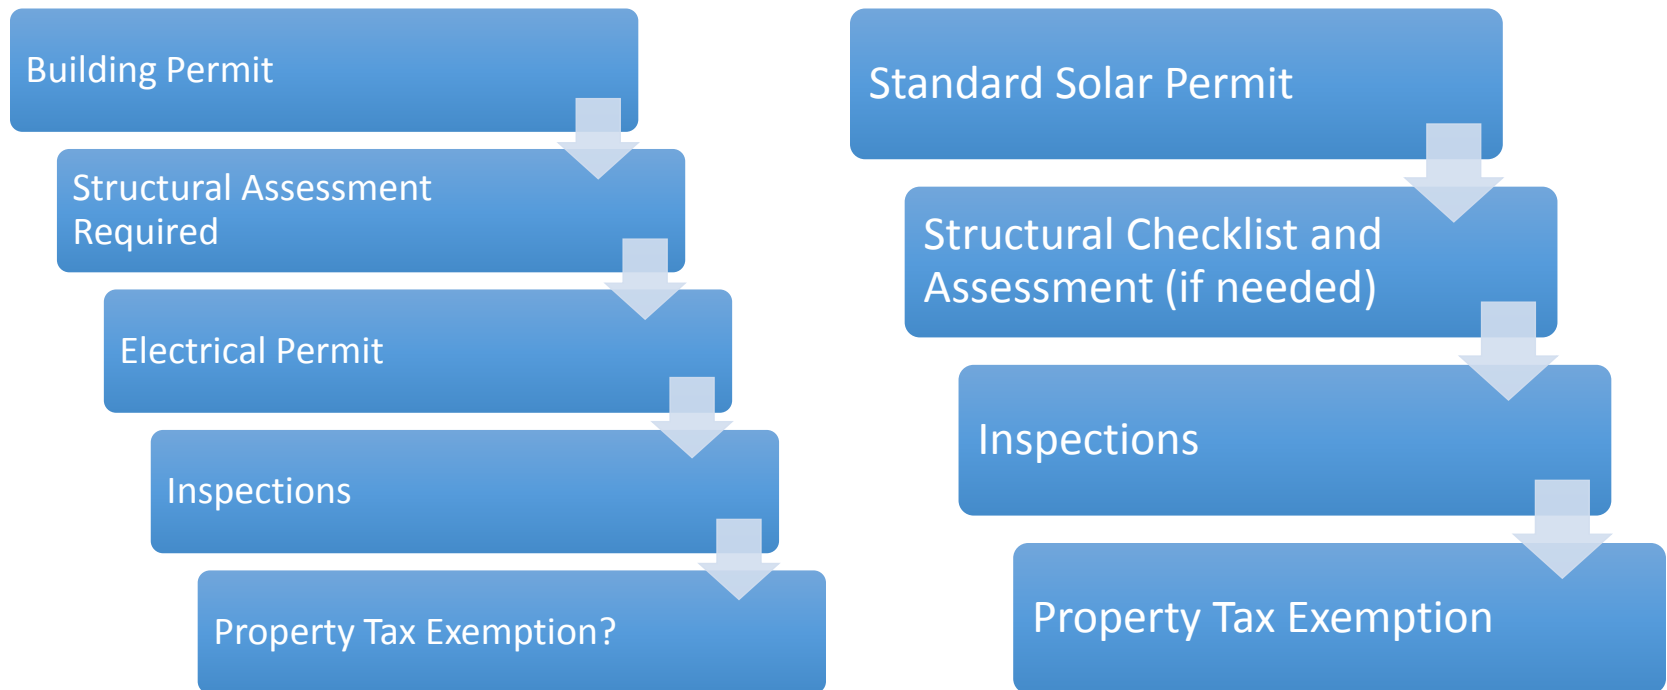 Building Permit
Structural Assessment
Required
Electrical Permit
Inspections
Property Tax Exemption?
Standard Solar Permit
Structural Checklist and
Assessment (if needed)
Inspections
Property Tax Exemption